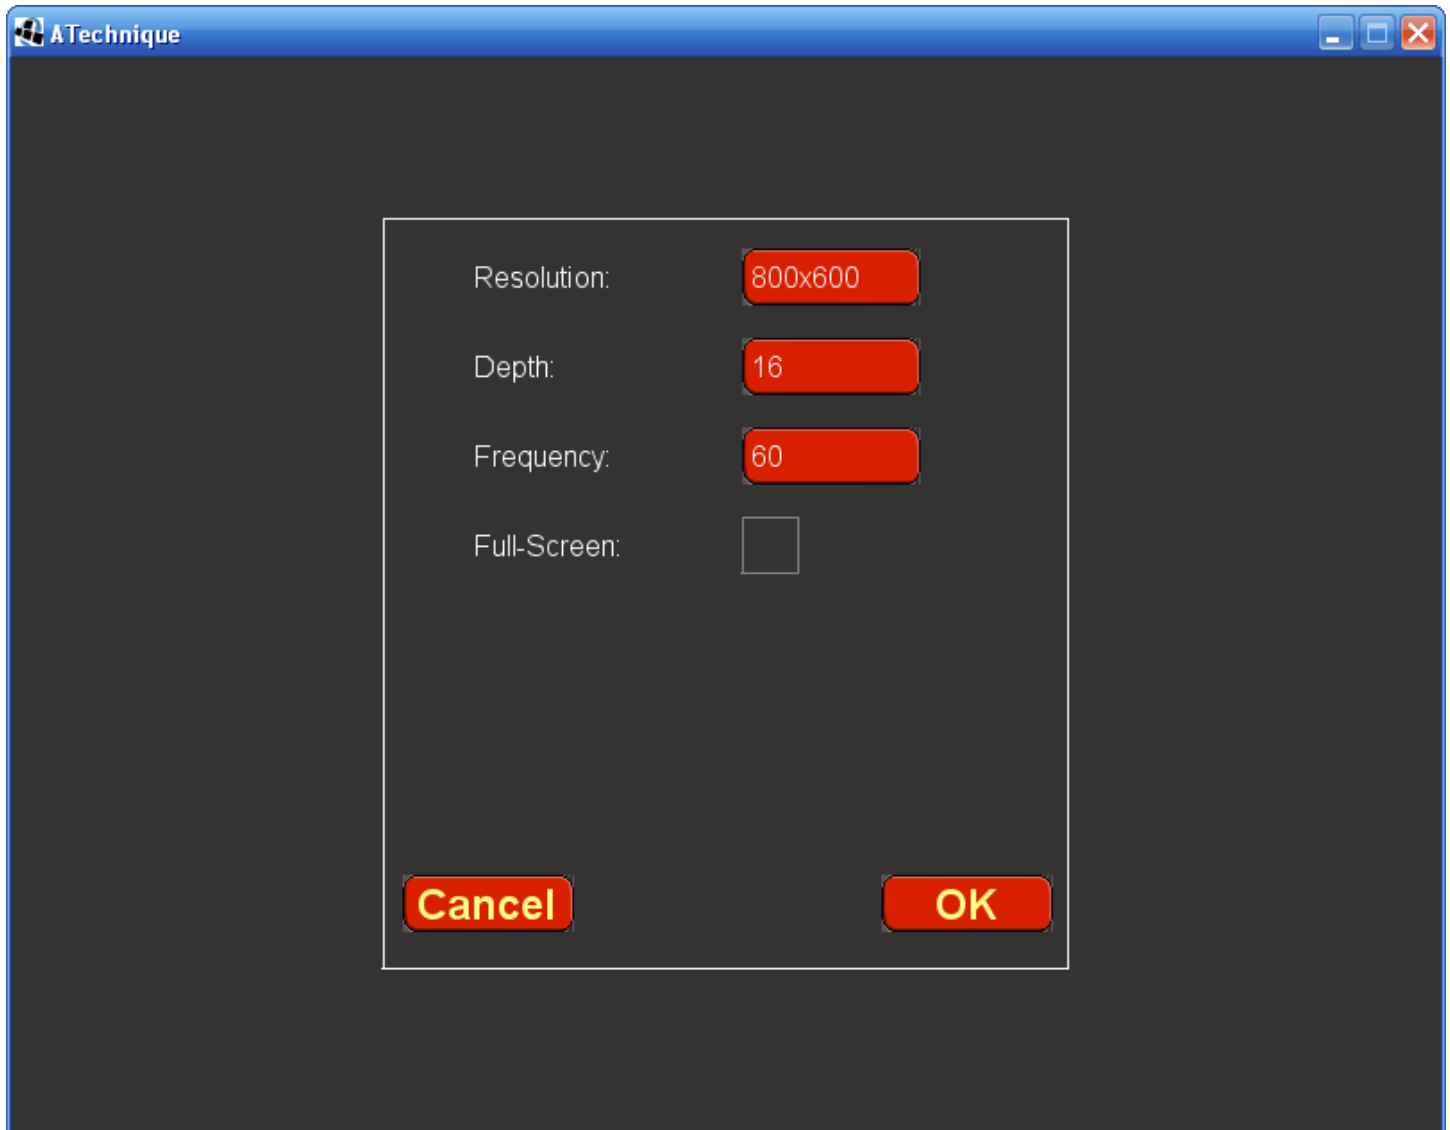 ATechnique
Resolution: 800x600
Depth: 16
Frequency: 60
Full-Screen:
Cancel OK